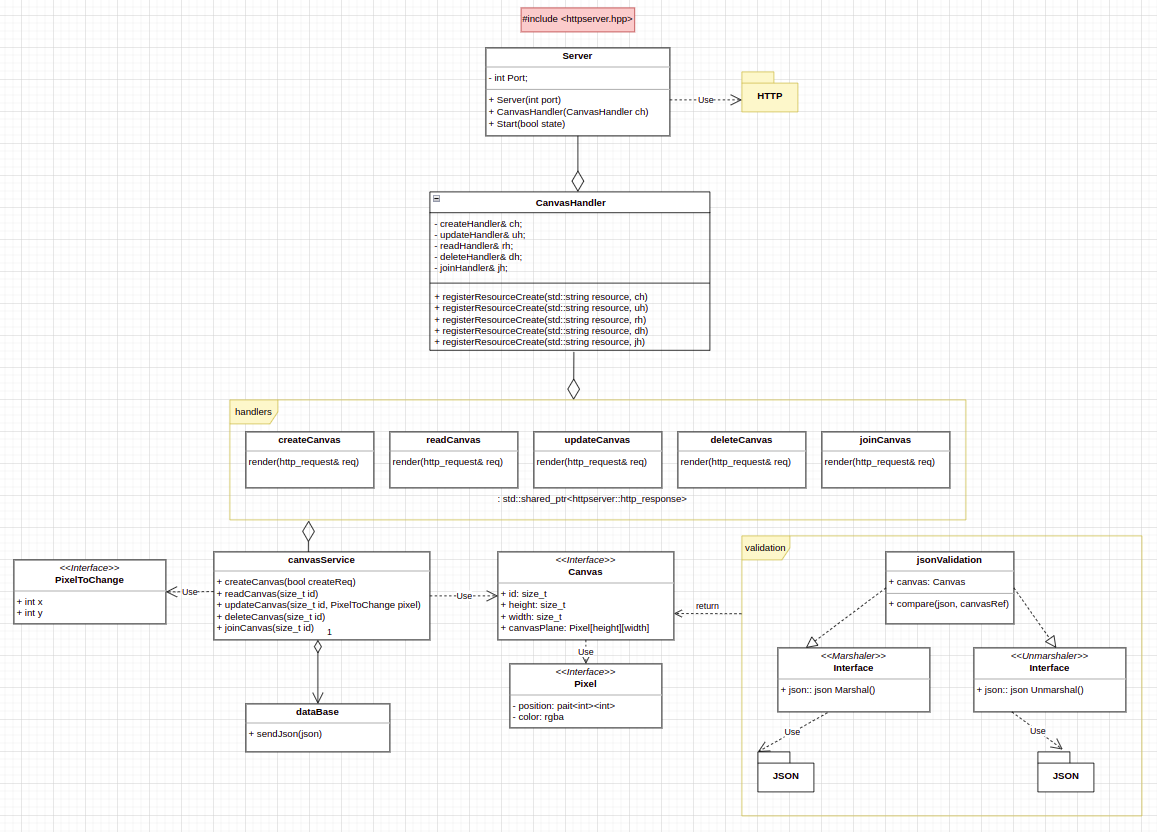 #include <httpserver.hpp>
Server
- int Port;
+ Server(int port)
+ CanvasHandler(CanvasHandler ch)
+ Start(bool state)
Use
HTTP
CanvasHandler
- createHandler& ch;
- updateHandler& uh;
- readHandler& rh;
- deleteHandler& dh;
- joinHandler& jh;
+ registerResourceCreate(std::string resource, ch)
+ registerResourceCreate(std::string resource, uh)
+ registerResourceCreate(std::string resource, rh)
+ registerResourceCreate(std::string resource, dh)
+ registerResourceCreate(std::string resource, jh)
handlers
createCanvas
render(http_request& req)
readCanvas
render(http_request& req)
updateCanvas
render(http_request& req)
deleteCanvas
render(http_request& req)
joinCanvas
render(http_request& req)
: std::shared_ptr<httpserver::http_response>
<<Interface>>
PixelToChange
+ int x
+ int y
Use
canvasService
+ createCanvas(bool createReq)
+ readCanvas(size_t id)
+ updateCanvas(size_t id, PixelToChange pixel)
+ deleteCanvas(size_t id)
+ joinCanvas(size_t id)
1
Use
<<Interface>>
Canvas
+ id: size_t
+ height: size_t
+ width: size_t
+ canvasPlane: Pixel[height][width]
Use
<<Interface>>
Pixel
- position: pait<int><int>
- color: rgba
dataBase
+ sendJson(json)
return
validation
jsonValidation
+ canvas: Canvas
+ compare(json, canvasRef)
<<Marshaler>>
Interface
+ json:: json Marshal()
<<Unmarshaler>>
Interface
+ json:: json Unmarshal()
Use
JSON
Use
JSON